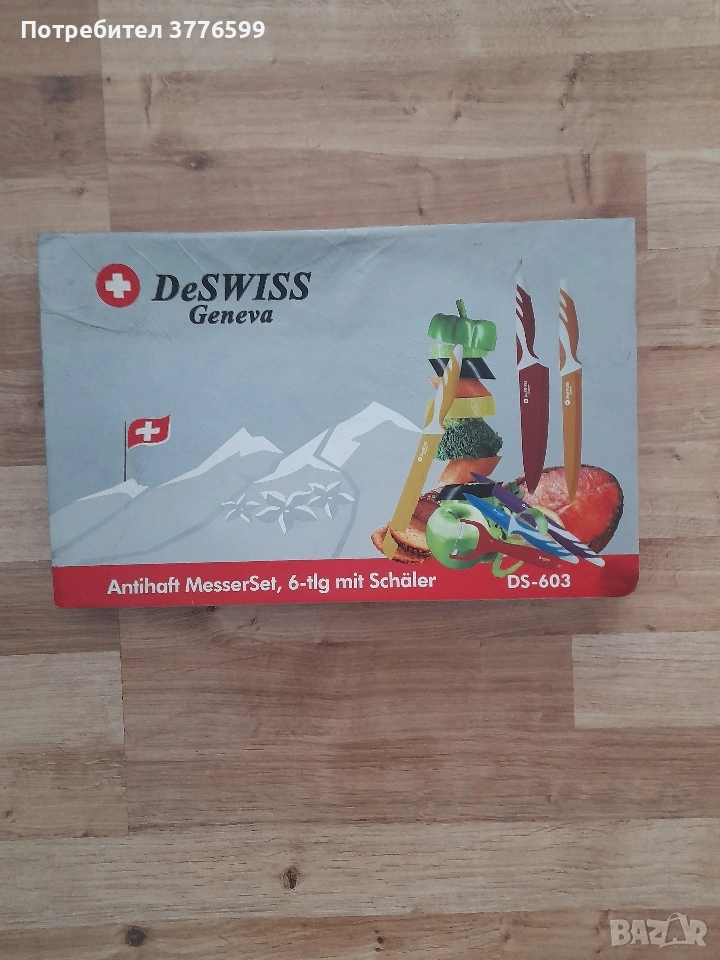 Потребител 3776599
DeSWISS
Geneva
Antihaft MesserSet, 6-tlg mit Schäler
DS-603
BAZAR